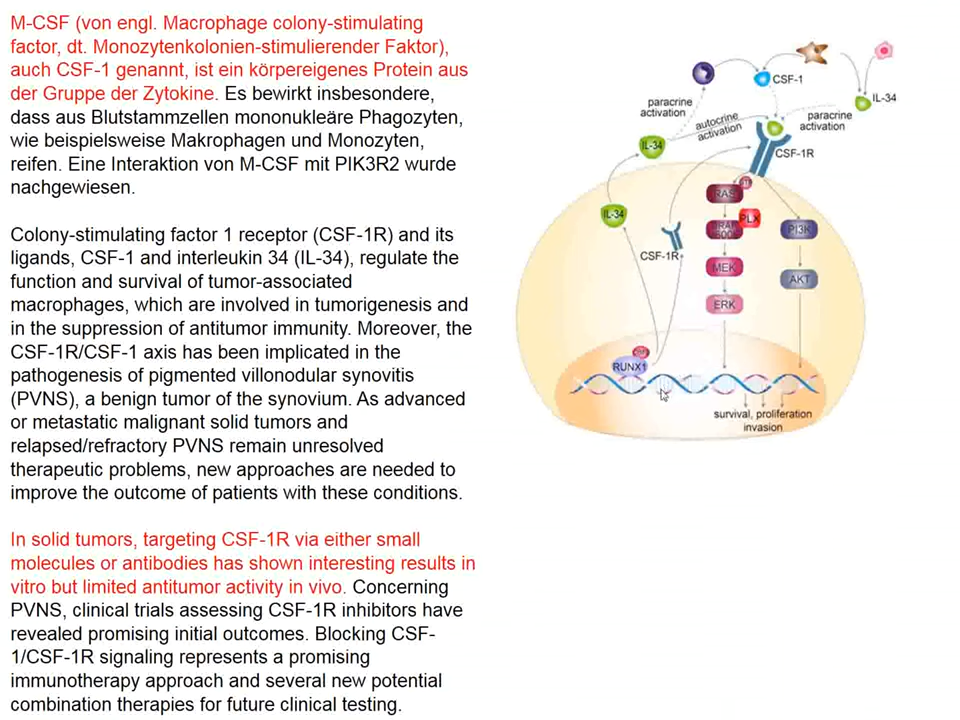 M-CSF (von engl. Macrophage colony-stimulating
factor, dt. Monozytenkolonien-stimulierender Faktor),
auch CSF-1 genannt, ist ein körpereigenes Protein aus
der Gruppe der Zytokine. Es bewirkt insbesondere,
dass aus Blutstammzellen mononukleäre Phagozyten,
wie beispielsweise Makrophagen und Monozyten,
reifen. Eine Interaktion von M-CSF mit PIK3R2 wurde
nachgewiesen.
Colony-stimulating factor 1 receptor (CSF-1R) and its
ligands, CSF-1 and interleukin 34 (IL-34), regulate the
function and survival of tumor-associated
macrophages, which are involved in tumorigenesis and
in the suppression of antitumor immunity. Moreover, the
CSF-1R/CSF-1 axis has been implicated in the
pathogenesis of pigmented villonodular synovitis
(PVNS), a benign tumor of the synovium. As advanced
or metastatic malignant solid tumors and
relapsed/refractory PVNS remain unresolved
therapeutic problems, new approaches are needed to
improve the outcome of patients with these conditions.
In solid tumors, targeting CSF-1R via either small
molecules or antibodies has shown interesting results in
vitro but limited antitumor activity in vivo. Concerning
PVNS, clinical trials assessing CSF-1R inhibitors have
revealed promising initial outcomes. Blocking CSF-
1/CSF-1R signaling represents a promising
immunotherapy approach and several new potential
combination therapies for future clinical testing.
CSF-1
IL-34
paracrine
activation
autocrine
activation
paracrine
activation
IL-34
CSF-1R
RAS
IL-34
PLX
PI3K
CSF-1R
MEK
AKT
ERK
RUNX1
survival, proliferation
invasion